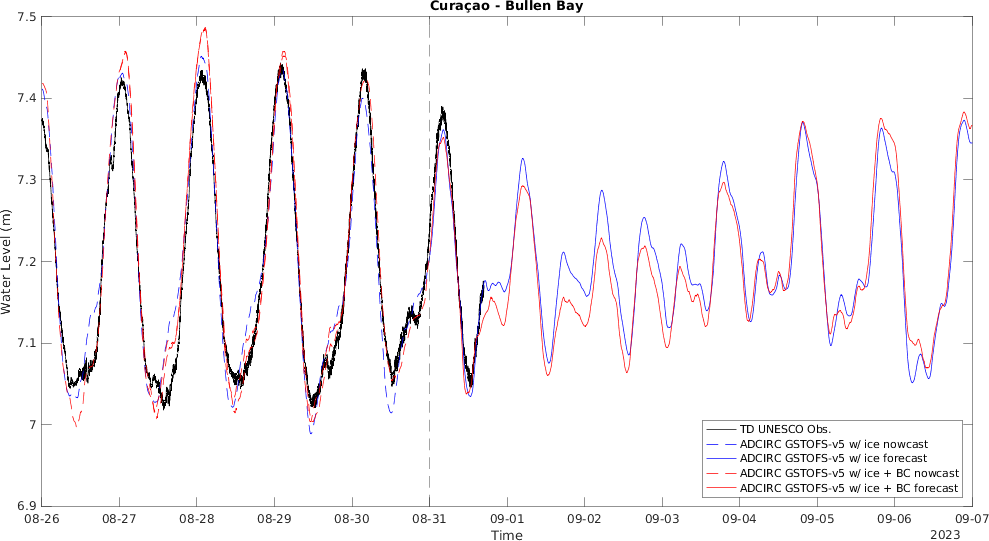 Curaçao - Bullen Bay
7.5
7.4
7.3
7.2
7.1
7
6.9
Water Level (m)
08-26 08-27 08-28 08-29 08-30 08-31 09-01 09-02 09-03 09-04 09-05 09-06 09-07
Time
2023
TD UNESCO Obs.
ADCIRC GSTOFS-v5 w/ ice nowcast
ADCIRC GSTOFS-v5 w/ ice forecast
ADCIRC GSTOFS-v5 w/ ice + BC nowcast
ADCIRC GSTOFS-v5 w/ ice + BC forecast